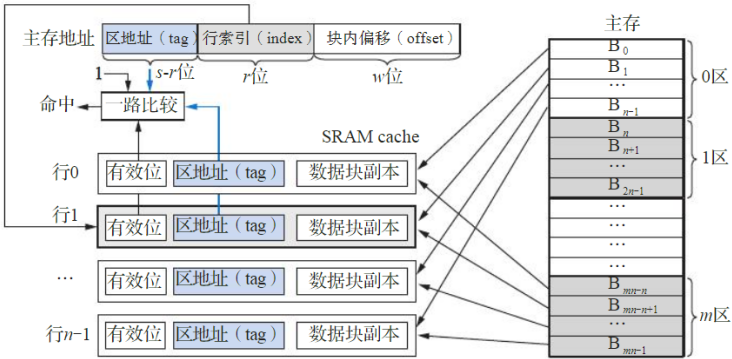 主存
主存地址 区地址（tag） 行索引（index） 块内偏移（offset）
s-r位 r位 w位
1
命中 一路比较
SRAM cache
行0 有效位 区地址（tag） 数据块副本
行1 有效位 区地址（tag） 数据块副本
… 有效位 区地址（tag） 数据块副本
行n-1 有效位 区地址（tag） 数据块副本
B0
B1
…
Bn-1
0区
Bn
Bn+1
…
B2n-1
1区
…
…
…
…
Bmn-n
Bmn-n+1
…
Bmn-1
m区